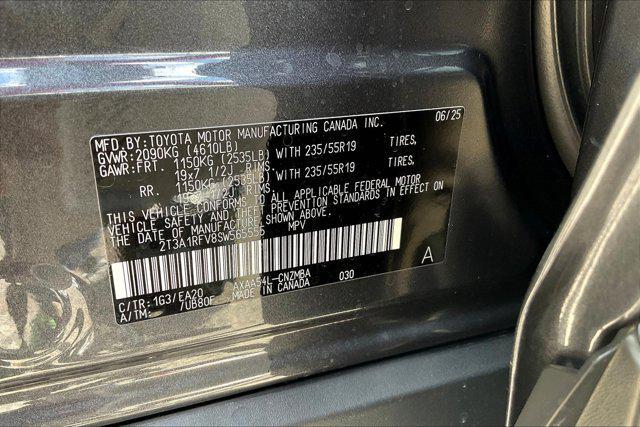 MFD.BY:TOYOTA MOTOR MANUFACTURING CANADA INC. 06/25
GVWR:2090KG (4610LB)
GAWR:FRT. 1150KG (2535LB) WITH 235/55R19 TIRES,
19x7 1/2J RIMS
RR. 1150KG (2535LB) WITH 235/55R19 TIRES,
RIMS
THIS VEHICLE CONFORMS TO ALL APPLICABLE FEDERAL MOTOR
VEHICLE SAFETY AND THEFT PREVENTION STANDARDS IN EFFECT ON
THE DATE OF MANUFACTURE SHOWN ABOVE.
2T3A1RFV8SW565555 MPV
C/TR:1G3/EA20 AXAA54L-CNZMBA 030 A
A/TM: 7UB80F MADE IN CANADA